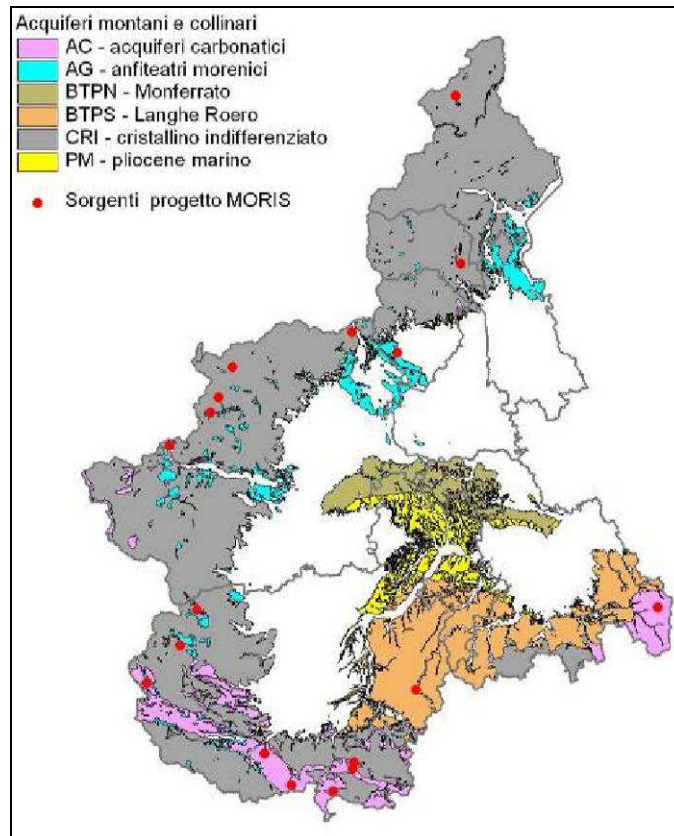 Acquiferi montani e collinari
AC - acquiferi carbonatici
AG - anfiteatri morenici
BTPN - Monferrato
BTPS - Langhe Roero
CRI - cristallino indifferenziato
PM - pliocene marino
Sorgenti progetto MORIS